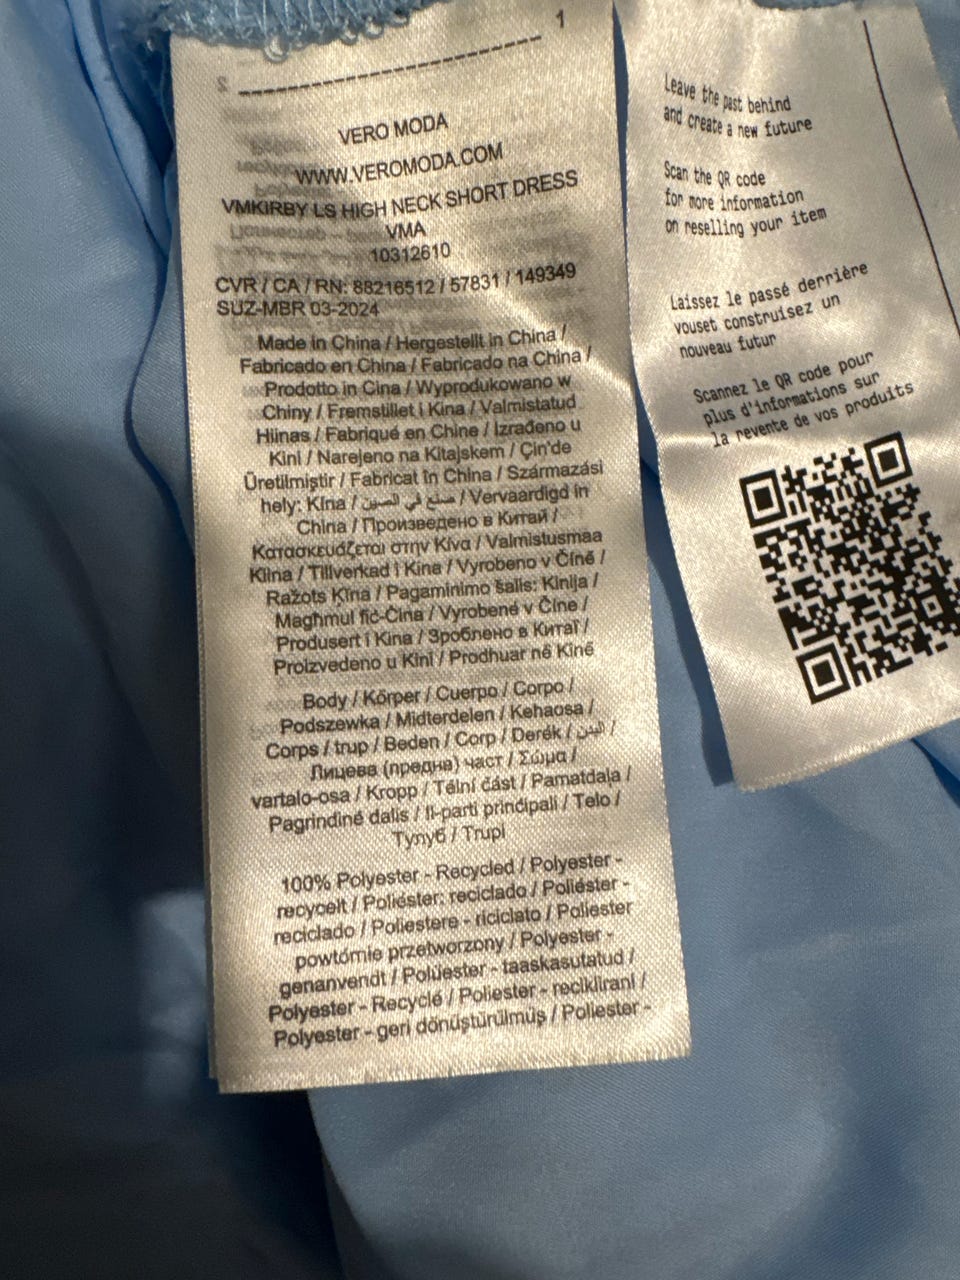 1
S
VERO MODA
WWW.VEROMODA.COM
VMKIRBY LS HIGH NECK SHORT DRESS
VMA
10312610
CVR / CA / RN: 88216512 / 57831 / 149349
SUZ-MBR 03-2024
Made in China / Hergestellt in China /
Fabricado en China / Fabricado na China /
Prodotto in Cina / Wyprodukowano w
Chiny / Fremstillet i Kina / Valmistatud
Hiinas / Fabriqué en Chine / Izrađeno u
Kini / Narejeno na Kitajskem / Çin'de
Üretilmiştir / Fabricat în China / Származási
hely: Kína / صنع في الصين / Vervaardigd in
China / Произведено в Китай /
Κατασκευάζεται στην Κίνα / Valmistusmaa
Kiina / Tillverkad i Kina / Vyrobeno v Číně /
Ražots Ķīnā / Pagaminimo šalis: Kinija /
Magħmul fiċ-Ċina / Vyrobené v Číne /
Produsert i Kina / Зроблено в Китаї /
Proizvedeno u Kini / Prodhuar në Kinë
Body / Körper / Cuerpo / Corpo /
Podszewka / Midterdelen / Kehaosa /
Corps / trup / Beden / Corp / Derék / البدن /
Лицева (предна) част / Σώμα /
vartalo-osa / Kropp / Tělní část / Pamatdaļa /
Pagrindinė dalis / Il-parti prinċipali / Telo /
Тулуб / Trupi
100% Polyester - Recycled / Polyester -
recycelt / Poliéster: reciclado / Poliéster -
reciclado / Poliestere - riciclato / Poliester
powtórnie przetworzony / Polyester -
genanvendt / Polüester - taaskasutatud /
Polyester - Recyclé / Poliester - reciklirani /
Polyester - geri dönüştürülmüş / Poliester -
Leave the past behind
and create a new future
Scan the QR code
for more information
on reselling your item
Laissez le passé derrière
vouset construisez un
nouveau futur
Scannez le QR code pour
plus d'informations sur
la revente de vos produits